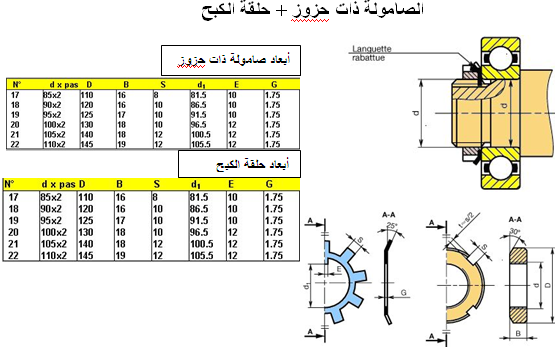 الصامولة ذات حزوز + حلقة الكبح
أبعاد صامولة ذات حزوز
N° d x pas D B S d1 E G
17 85x2 110 16 8 81.5 10 1.75
18 90x2 120 16 10 86.5 10 1.75
19 95x2 125 17 10 91.5 10 1.75
20 100x2 130 18 10 96.5 12 1.75
21 105x2 140 18 12 100.5 12 1.75
22 110x2 145 19 12 105.5 12 1.75
أبعاد حلقة الكبح
N° d x pas D B S d1 E G
17 85x2 110 16 8 81.5 10 1.75
18 90x2 120 16 10 86.5 10 1.75
19 95x2 125 17 10 91.5 10 1.75
20 100x2 130 18 10 96.5 12 1.75
21 105x2 140 18 12 100.5 12 1.75
22 110x2 145 19 12 105.5 12 1.75
Languette
rabattue
d
d
A
A-A
25°
S
E
d1
G
A
A
t=s/2
S
A-A
30°
d
D
B
A